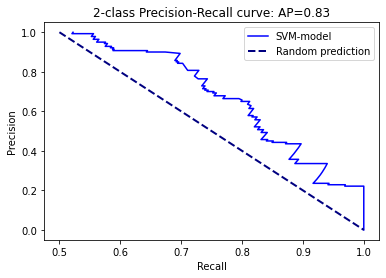 2-class Precision-Recall curve: AP=0.83
SVM-model
Random prediction
Precision
1.0
0.8
0.6
0.4
0.2
0.0
0.5 0.6 0.7 0.8 0.9 1.0
Recall